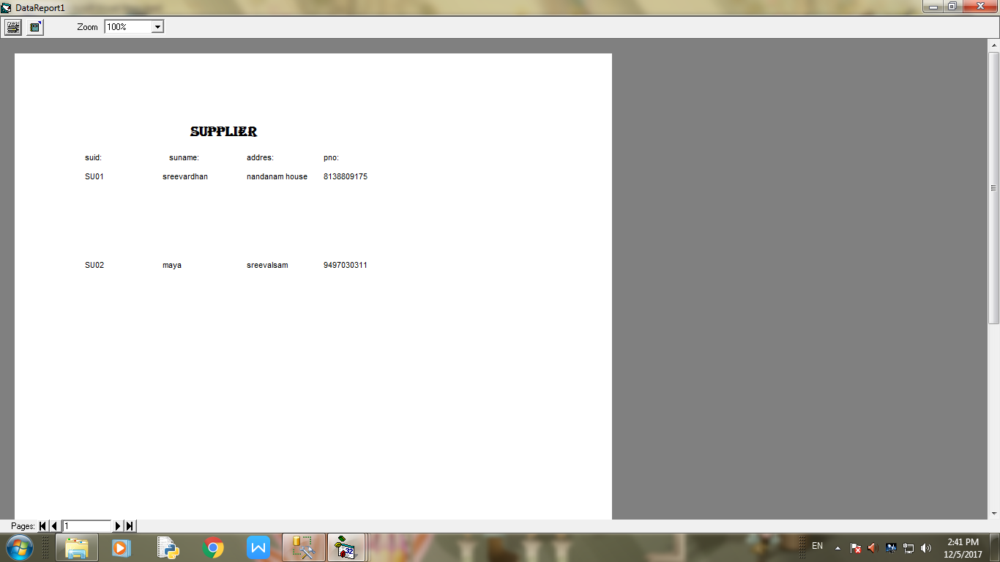 DataReport1
Zoom 100%
SUPPLIER
suid: suname: addres: pno:
SU01 sreevardhan nandanam house 8138809175
SU02 maya sreevalsam 9497030311
Pages: 1
EN 2:41 PM
12/5/2017